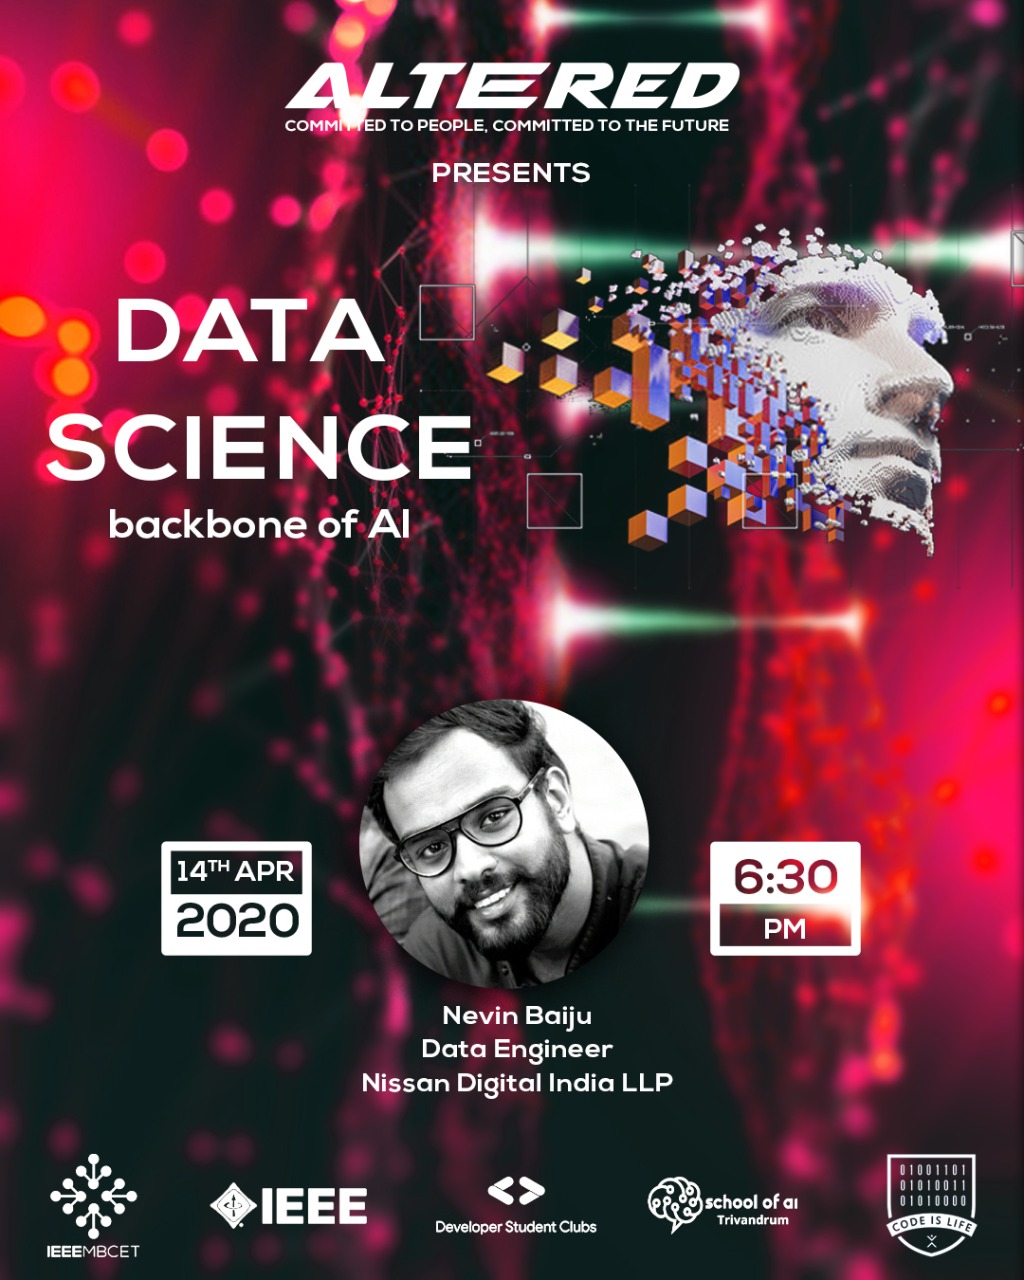 ALTERED
COMMITTED TO PEOPLE, COMMITTED TO THE FUTURE
PRESENTS
DATA
SCIENCE
backbone of AI
14TH APR
2020
6:30
PM
Nevin Baiju
Data Engineer
Nissan Digital India LLP
IEEEMBCET
IEEE
Developer Student Clubs
school of ai
Trivandrum
01001101
01010011
01010000
CODE IS LIFE